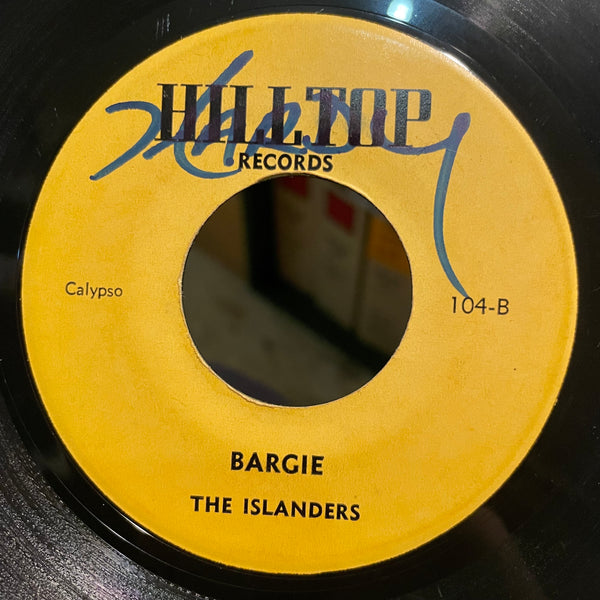 HILLTOP
RECORDS
Calypso
104-B
BARGIE
THE ISLANDERS